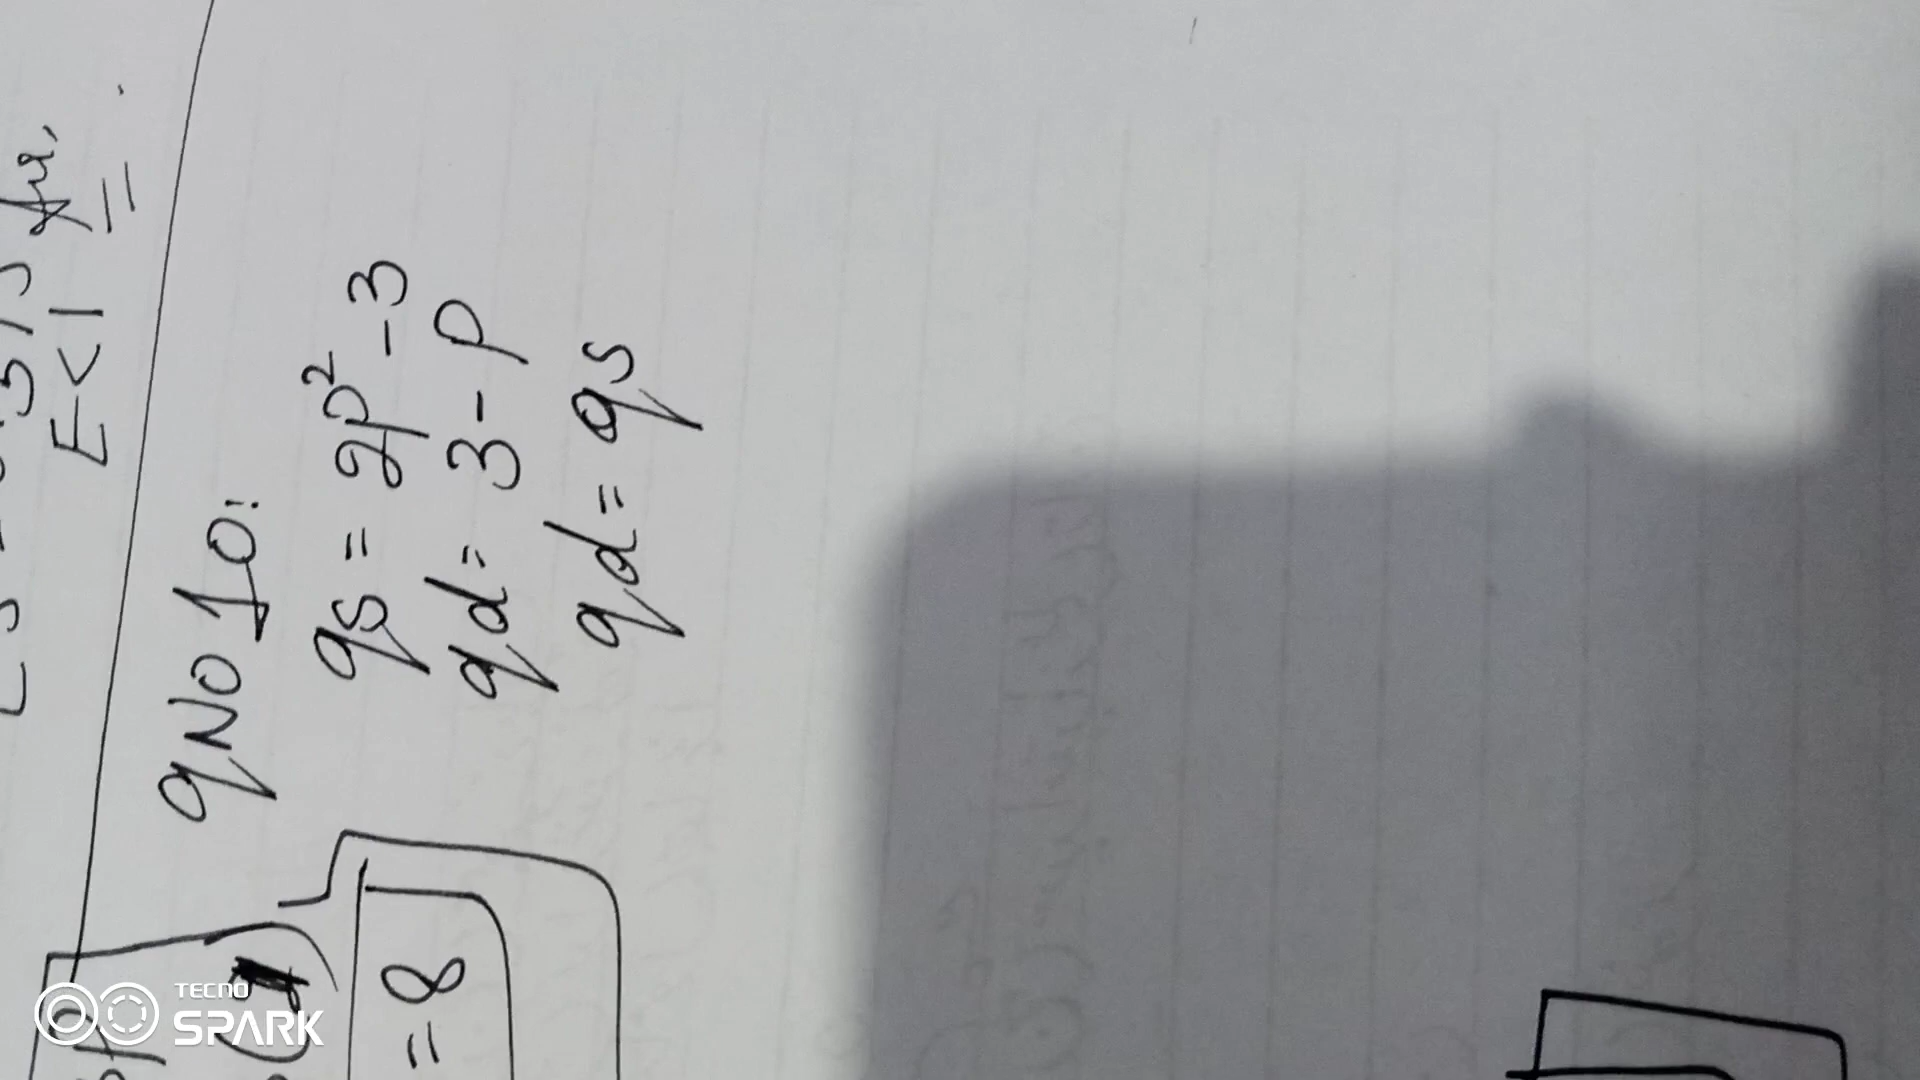 E<1
qNo 10:
qs = 2p² - 3
qd = 3 - p
qd = qs
= 8
TECNO
SPARK